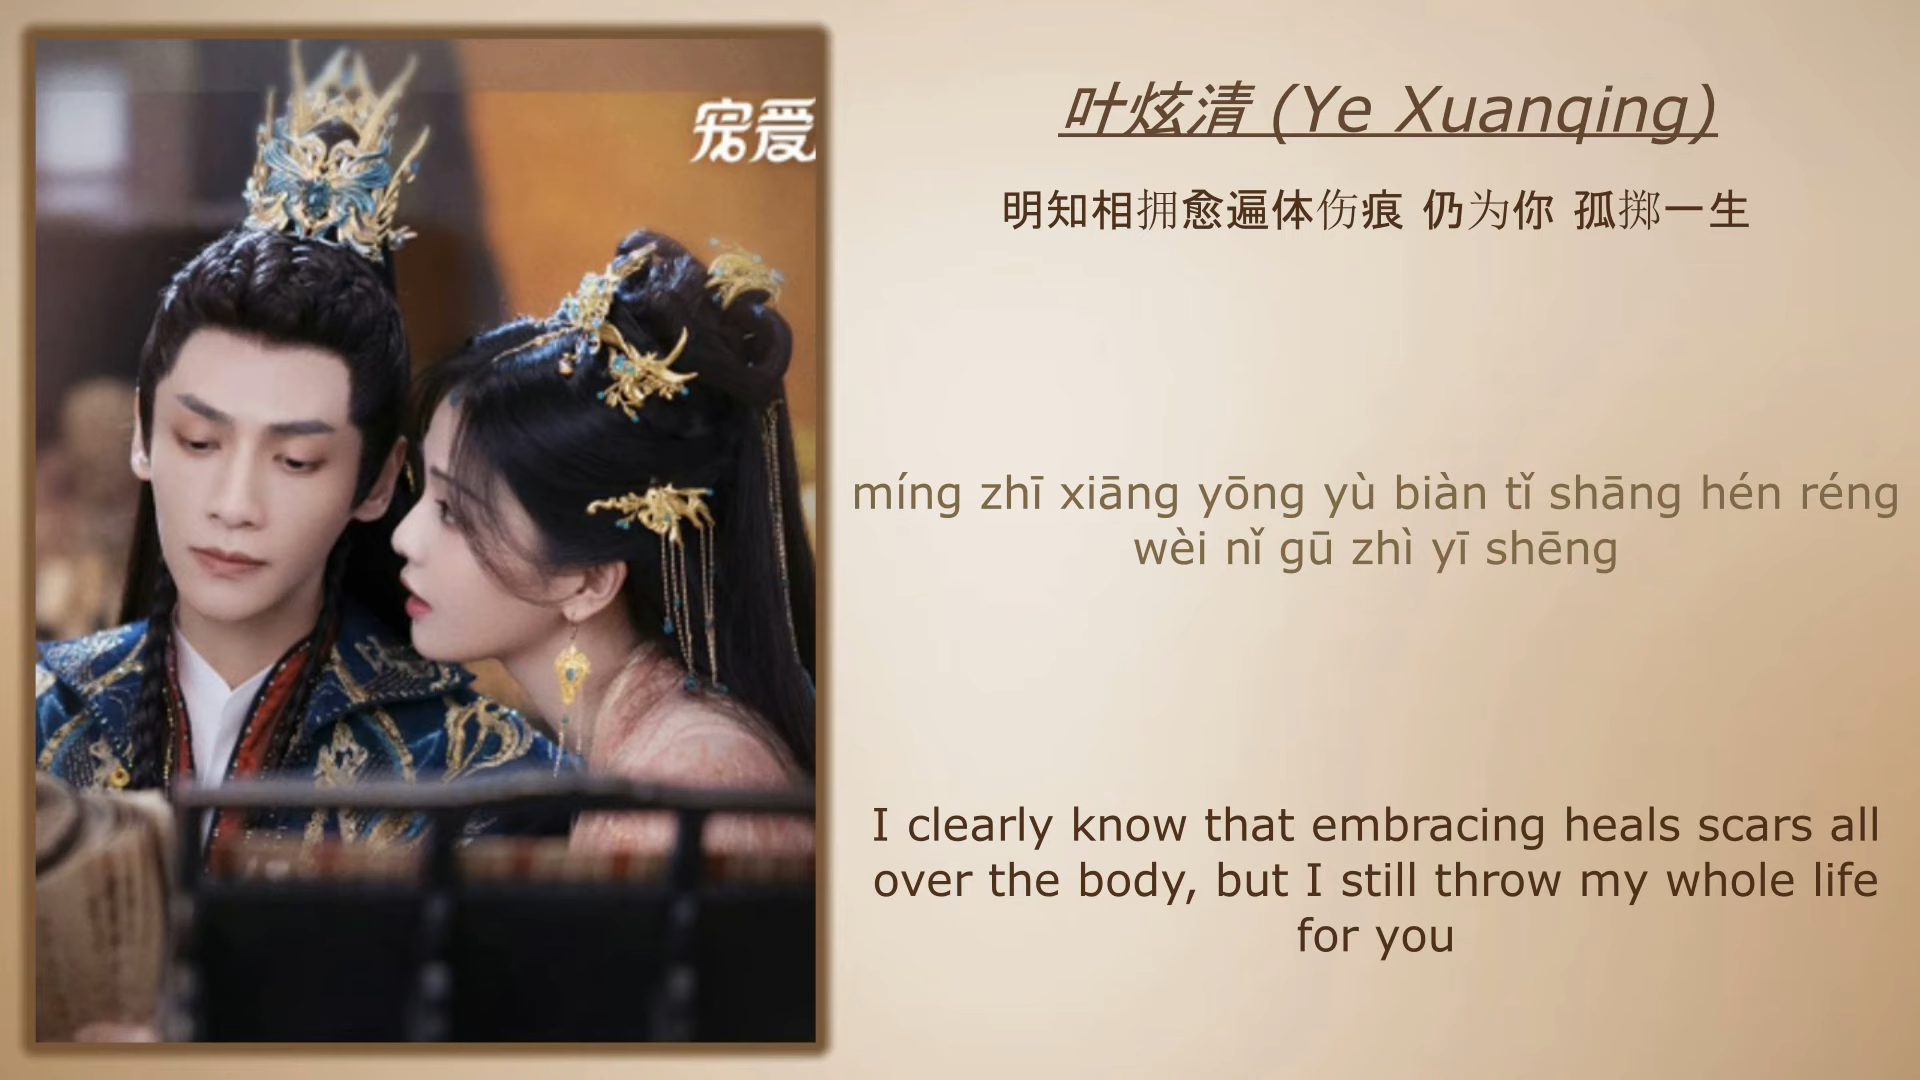 宠爱
叶炫清 (Ye Xuanqing)
明知相拥愈遍体伤痕 仍为你 孤掷一生
míng zhī xiāng yōng yù biàn tǐ shāng hén réng
wèi nǐ gū zhì yī shēng
I clearly know that embracing heals scars all
over the body, but I still throw my whole life
for you